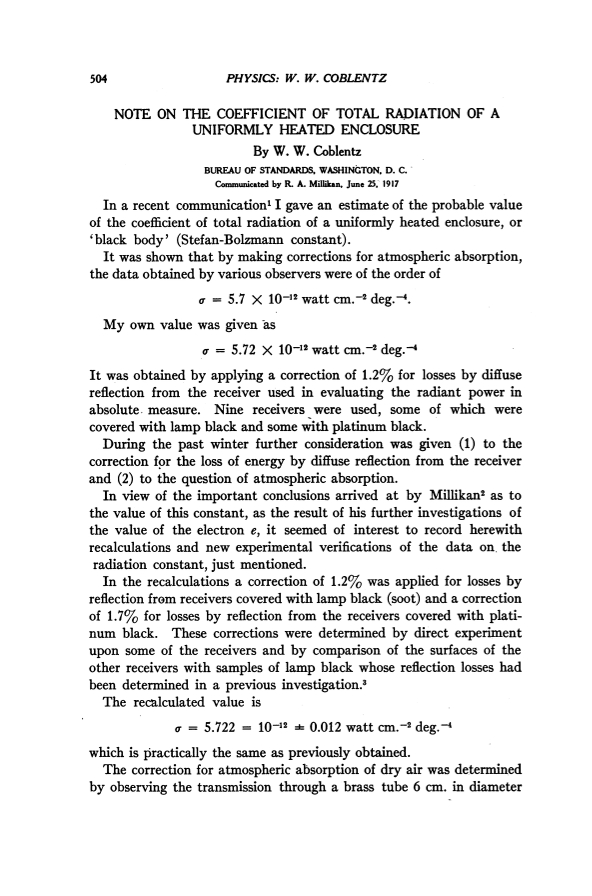 504 PHYSICS: W. W. COBLENTZ
NOTE ON THE COEFFICIENT OF TOTAL RADIATION OF A
UNIFORMLY HEATED ENCLOSURE
By W. W. Coblentz
BUREAU OF STANDARDS, WASHINGTON, D. C.
Communicated by R. A. Millikan, June 25, 1917
In a recent communication¹ I gave an estimate of the probable value
of the coefficient of total radiation of a uniformly heated enclosure, or
‘black body’ (Stefan-Bolzmann constant).
It was shown that by making corrections for atmospheric absorption,
the data obtained by various observers were of the order of
σ = 5.7 × 10⁻¹² watt cm.⁻² deg.⁻⁴.
My own value was given as
σ = 5.72 × 10⁻¹² watt cm.⁻² deg.⁻⁴
It was obtained by applying a correction of 1.2% for losses by diffuse
reflection from the receiver used in evaluating the radiant power in
absolute measure. Nine receivers were used, some of which were
covered with lamp black and some with platinum black.
During the past winter further consideration was given (1) to the
correction for the loss of energy by diffuse reflection from the receiver
and (2) to the question of atmospheric absorption.
In view of the important conclusions arrived at by Millikan² as to
the value of this constant, as the result of his further investigations of
the value of the electron e, it seemed of interest to record herewith
recalculations and new experimental verifications of the data on the
radiation constant, just mentioned.
In the recalculations a correction of 1.2% was applied for losses by
reflection from receivers covered with lamp black (soot) and a correction
of 1.7% for losses by reflection from the receivers covered with plati-
num black. These corrections were determined by direct experiment
upon some of the receivers and by comparison of the surfaces of the
other receivers with samples of lamp black whose reflection losses had
been determined in a previous investigation.³
The recalculated value is
σ = 5.722 = 10⁻¹² ± 0.012 watt cm.⁻² deg.⁻⁴
which is practically the same as previously obtained.
The correction for atmospheric absorption of dry air was determined
by observing the transmission through a brass tube 6 cm. in diameter